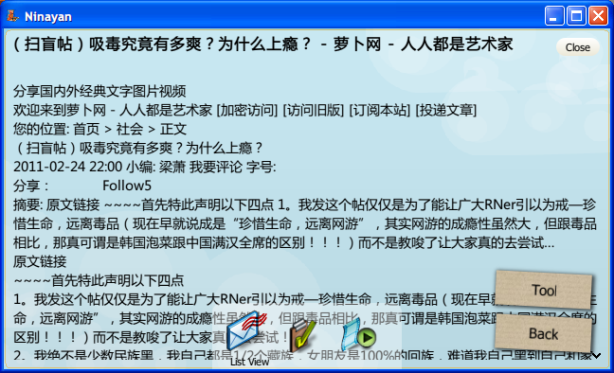 Ninayan
（扫盲帖）吸毒究竟有多爽？为什么上瘾？ - 萝卜网 - 人人都是艺术家
Close
分享国内外经典文字图片视频
欢迎来到萝卜网 - 人人都是艺术家 [加密访问] [访问旧版] [订阅本站] [投递文章]
您的位置: 首页 > 社会 > 正文
（扫盲帖）吸毒究竟有多爽？为什么上瘾？
2011-02-24 22:00 小编: 梁萧 我要评论 字号:
分享： Follow5
摘要: 原文链接 ~~~~首先特此声明以下四点 1。我发这个帖仅仅是为了能让广大RNer引以为戒—珍
惜生命，远离毒品（现在早就说成是“珍惜生命，远离网游”，其实网游的成瘾性虽然大，但跟毒品
相比，那真可谓是韩国泡菜跟中国满汉全席的区别！！！）而不是教唆了让大家真的去尝试...
原文链接
~~~~首先特此声明以下四点
1。我发这个帖仅仅是为了能让广大RNer引以为戒—珍惜生命，远离毒品（现在早
命，远离网游”，其实网游的成瘾性虽然大，但跟毒品相比，那真可谓是韩国泡菜跟中国满汉全席的
区别！！！）而不是教唆了让大家真的去尝试！
2。我绝不是少数民族黑，我自己都是1/2个藏族，女朋友是100%的回族，难道我自己黑到自己和家
Tool
Back
List View